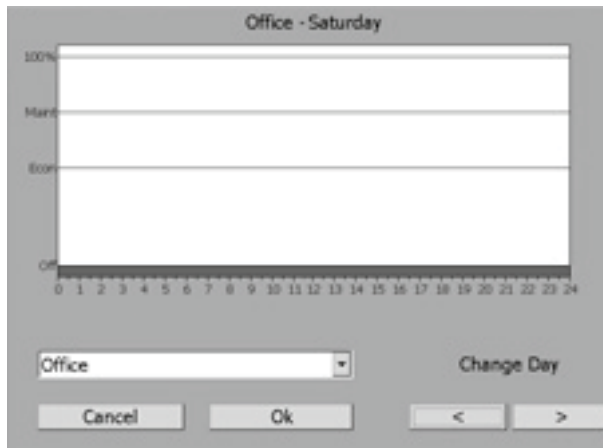 Office - Saturday
100%
Maint
Econ
Off
0 1 2 3 4 5 6 7 8 9 10 11 12 13 14 15 16 17 18 19 20 21 22 23 24
Office
Change Day
Cancel Ok < >